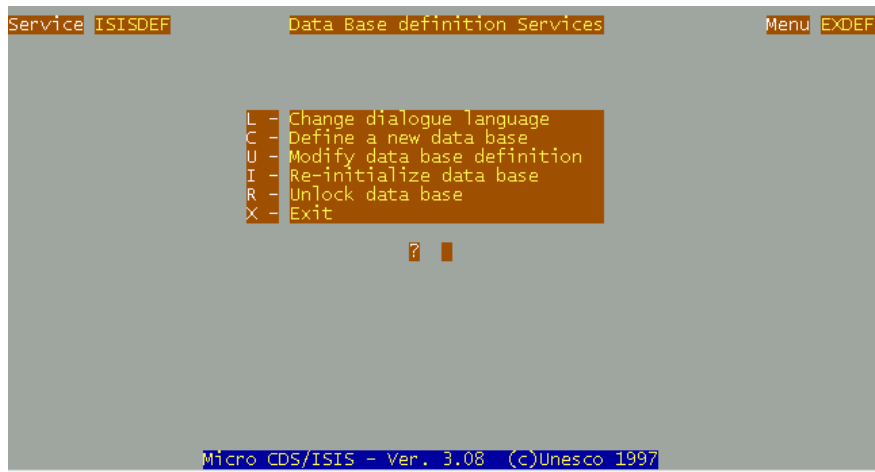 Service ISISDEF Data Base definition Services Menu EXDEF
L - Change dialogue language
C - Define a new data base
U - Modify data base definition
I - Re-initialize data base
R - Unlock data base
X - Exit
?
Micro CDS/ISIS - Ver. 3.08 (c)Unesco 1997